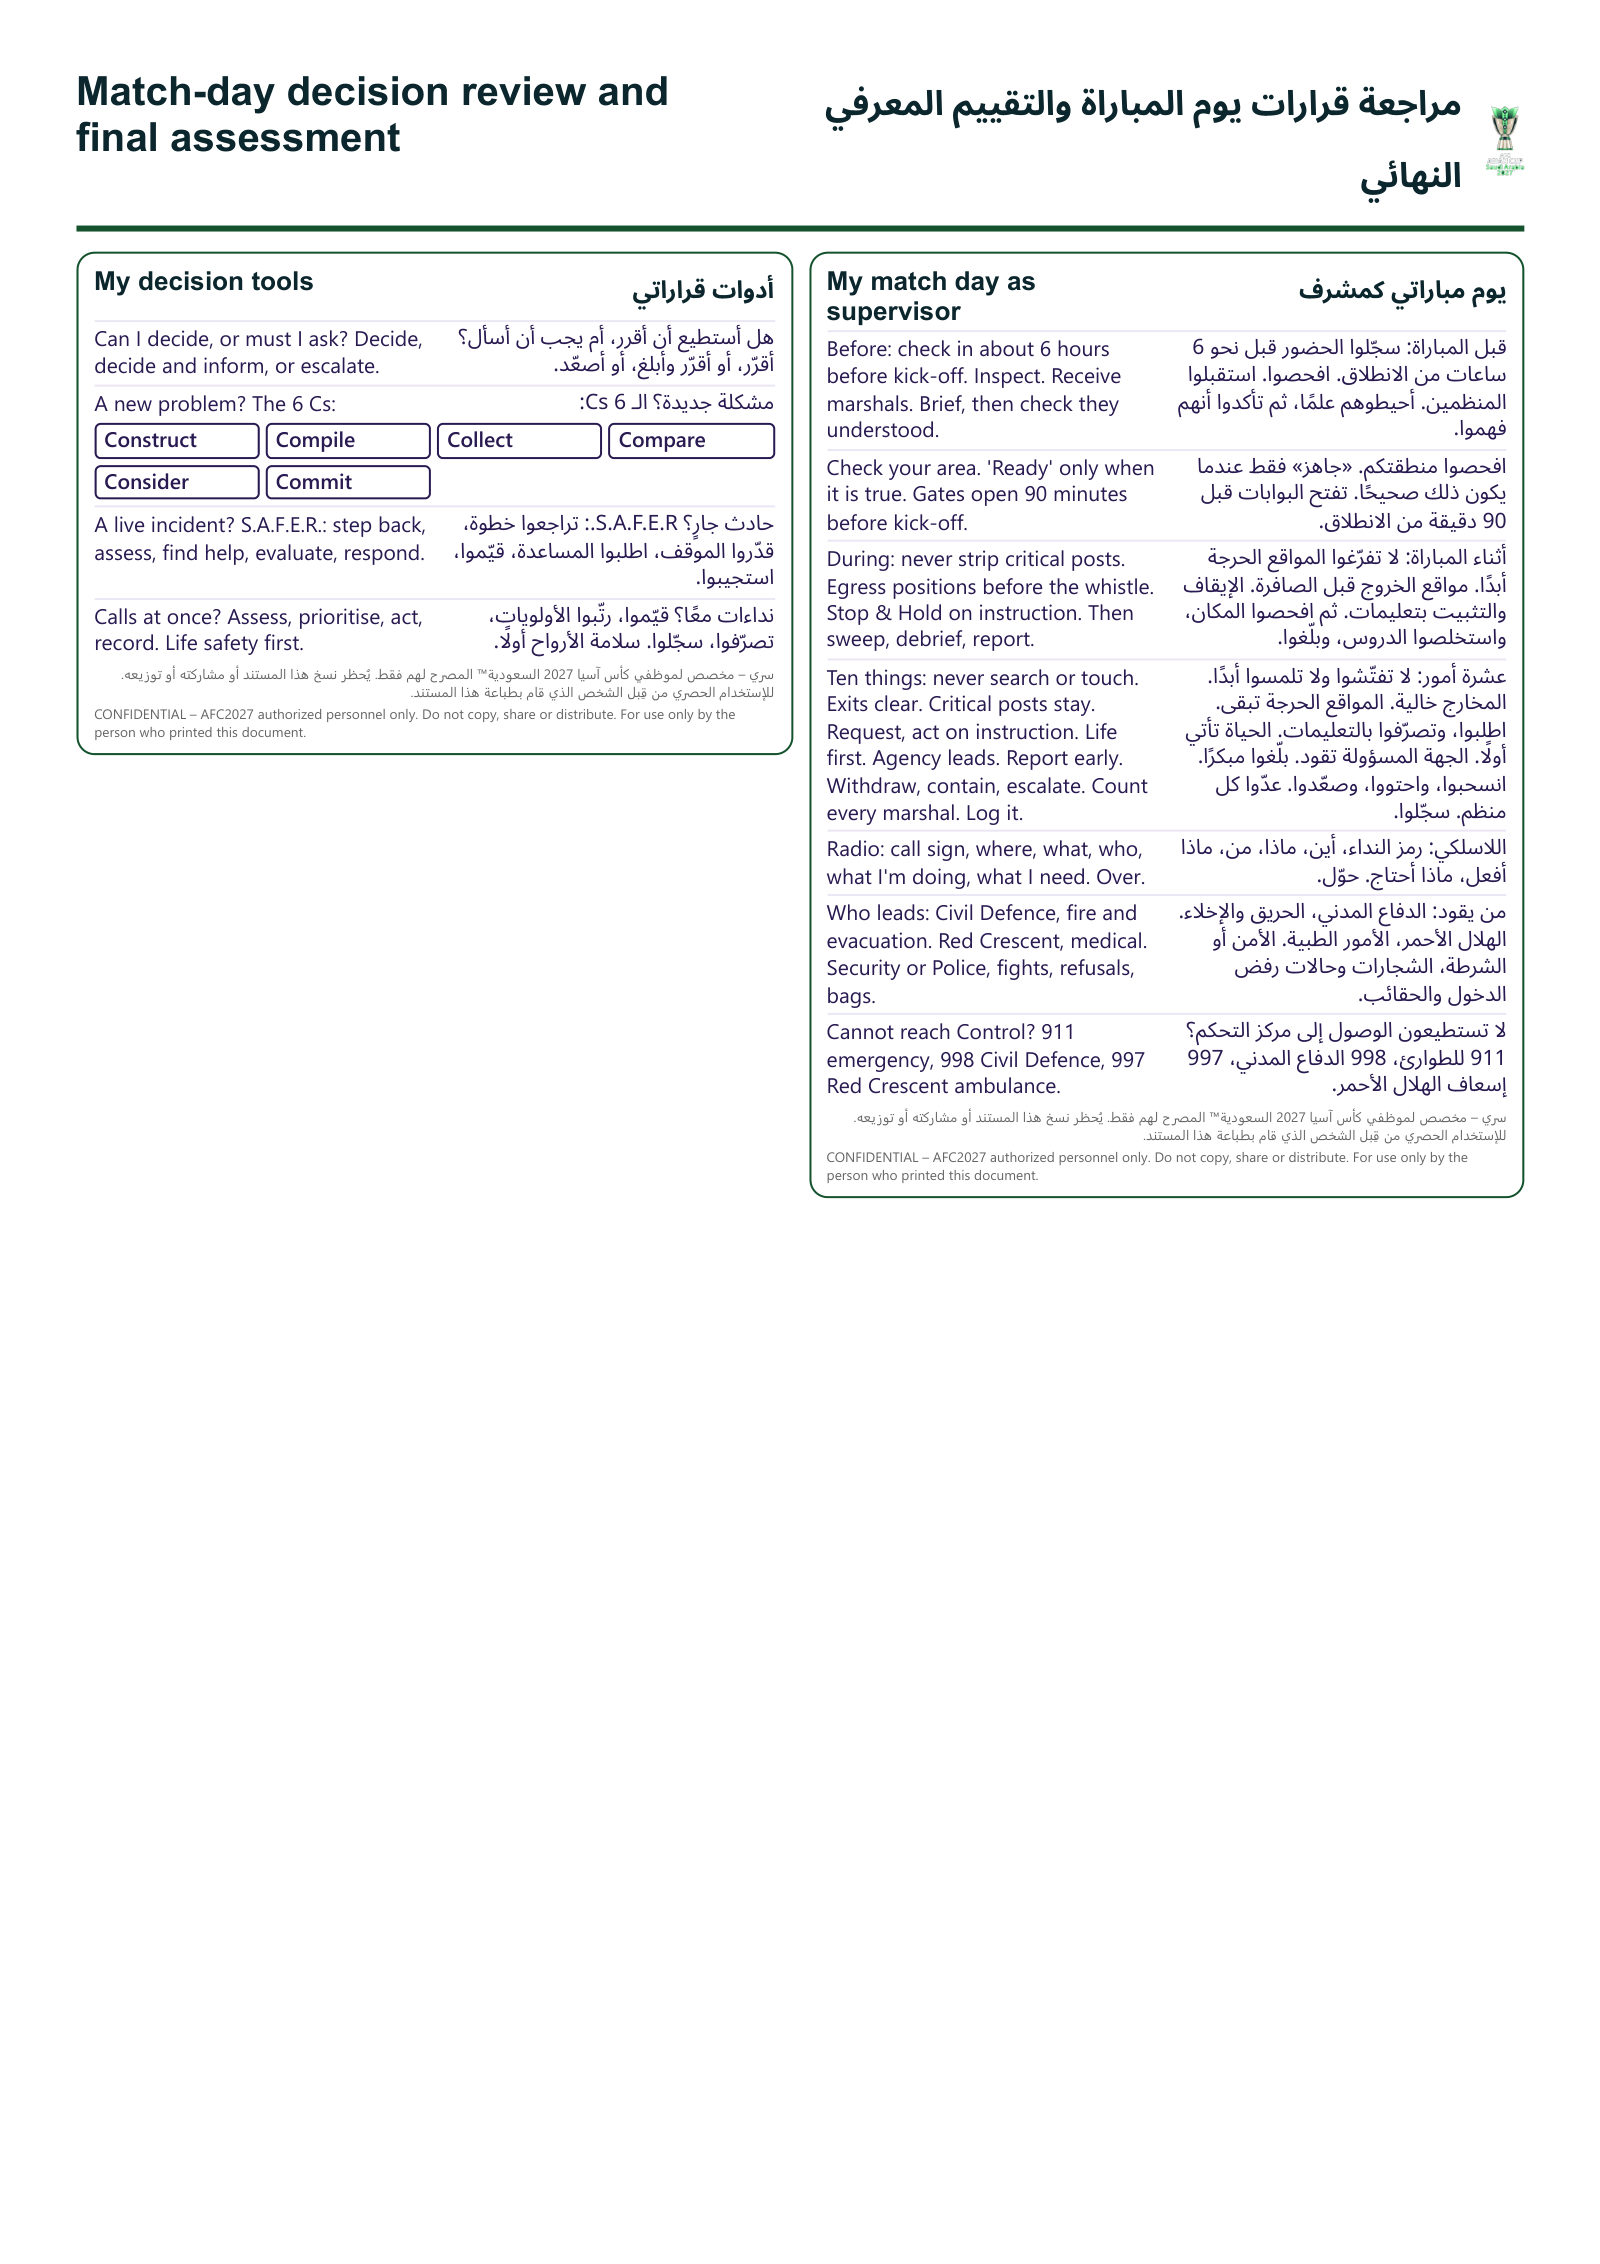 Match-day decision review and
final assessment
مراجعة قرارات يوم المباراة والتقييم المعرفي
النهائي
2027
My decision tools
أدوات قراراتي
Can I decide, or must I ask? Decide,
decide and inform, or escalate.
هل أستطيع أن أقرر، أم يجب أن أسأل؟
أقرّر، أو أقرّر وأبلغ، أو أصعّد.
A new problem? The 6 Cs:
مشكلة جديدة؟ الـ 6 Cs:
Construct
Compile
Collect
Compare
Consider
Commit
A live incident? S.A.F.E.R.: step back,
assess, find help, evaluate, respond.
حادث جارٍ؟ S.A.F.E.R.: تراجعوا خطوة،
قدّروا الموقف، اطلبوا المساعدة، قيّموا،
استجيبوا.
Calls at once? Assess, prioritise, act,
record. Life safety first.
نداءات معًا؟ قيّموا، رتّبوا الأولويات،
تصرّفوا، سجّلوا. سلامة الأرواح أولًا.
سري – مخصص لموظفي كأس آسيا 2027 السعودية™ المصرح لهم فقط. يُحظر نسخ هذا المستند أو مشاركته أو توزيعه.
للإستخدام الحصري من قِبل الشخص الذي قام بطباعة هذا المستند.
CONFIDENTIAL – AFC2027 authorized personnel only. Do not copy, share or distribute. For use only by the
person who printed this document.
My match day as
supervisor
يوم مباراتي كمشرف
Before: check in about 6 hours
before kick-off. Inspect. Receive
marshals. Brief, then check they
understood.
قبل المباراة: سجّلوا الحضور قبل نحو 6
ساعات من الانطلاق. افحصوا. استقبلوا
المنظمين. أحيطوهم علمًا، ثم تأكدوا أنهم
فهموا.
Check your area. 'Ready' only when
it is true. Gates open 90 minutes
before kick-off.
افحصوا منطقتكم. «جاهز» فقط عندما
يكون ذلك صحيحًا. تفتح البوابات قبل
90 دقيقة من الانطلاق.
During: never strip critical posts.
Egress positions before the whistle.
Stop & Hold on instruction. Then
sweep, debrief, report.
أثناء المباراة: لا تفرّغوا المواقع الحرجة
أبدًا. مواقع الخروج قبل الصافرة. الإيقاف
والتثبيت بتعليمات. ثم افحصوا المكان،
واستخلصوا الدروس، وبلّغوا.
Ten things: never search or touch.
Exits clear. Critical posts stay.
Request, act on instruction. Life
first. Agency leads. Report early.
Withdraw, contain, escalate. Count
every marshal. Log it.
عشرة أمور: لا تفتّشوا ولا تلمسوا أبدًا.
المخارج خالية. المواقع الحرجة تبقى.
اطلبوا، وتصرّفوا بالتعليمات. الحياة تأتي
أولًا. الجهة المسؤولة تقود. بلّغوا مبكرًا.
انسحبوا، واحتووا، وصعّدوا. عدّوا كل
منظم. سجّلوا.
Radio: call sign, where, what, who,
what I'm doing, what I need. Over.
اللاسلكي: رمز النداء، أين، ماذا، من، ماذا
أفعل، ماذا أحتاج. حوّل.
Who leads: Civil Defence, fire and
evacuation. Red Crescent, medical.
Security or Police, fights, refusals,
bags.
من يقود: الدفاع المدني، الحريق والإخلاء.
الهلال الأحمر، الأمور الطبية. الأمن أو
الشرطة، الشجارات وحالات رفض
الدخول والحقائب.
Cannot reach Control? 911
emergency, 998 Civil Defence, 997
Red Crescent ambulance.
لا تستطيعون الوصول إلى مركز التحكم؟
911 للطوارئ، 998 الدفاع المدني، 997
إسعاف الهلال الأحمر.
سري – مخصص لموظفي كأس آسيا 2027 السعودية™ المصرح لهم فقط. يُحظر نسخ هذا المستند أو مشاركته أو توزيعه.
للإستخدام الحصري من قِبل الشخص الذي قام بطباعة هذا المستند.
CONFIDENTIAL – AFC2027 authorized personnel only. Do not copy, share or distribute. For use only by the
person who printed this document.